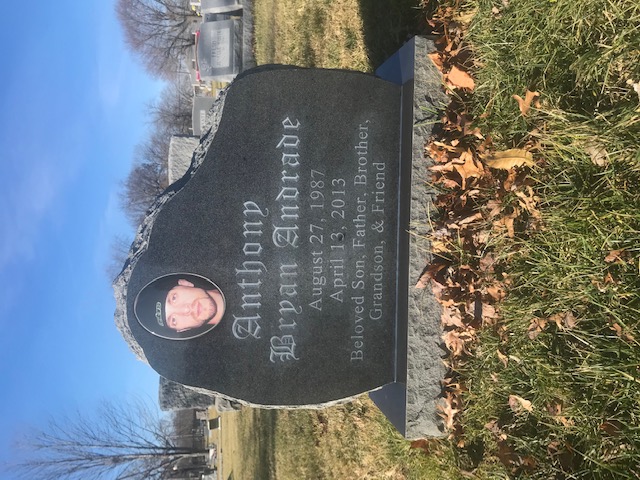 Anthony
Bryan Andrade
August 27, 1987
April 13, 2013
Beloved Son, Father, Brother,
Grandson, & Friend